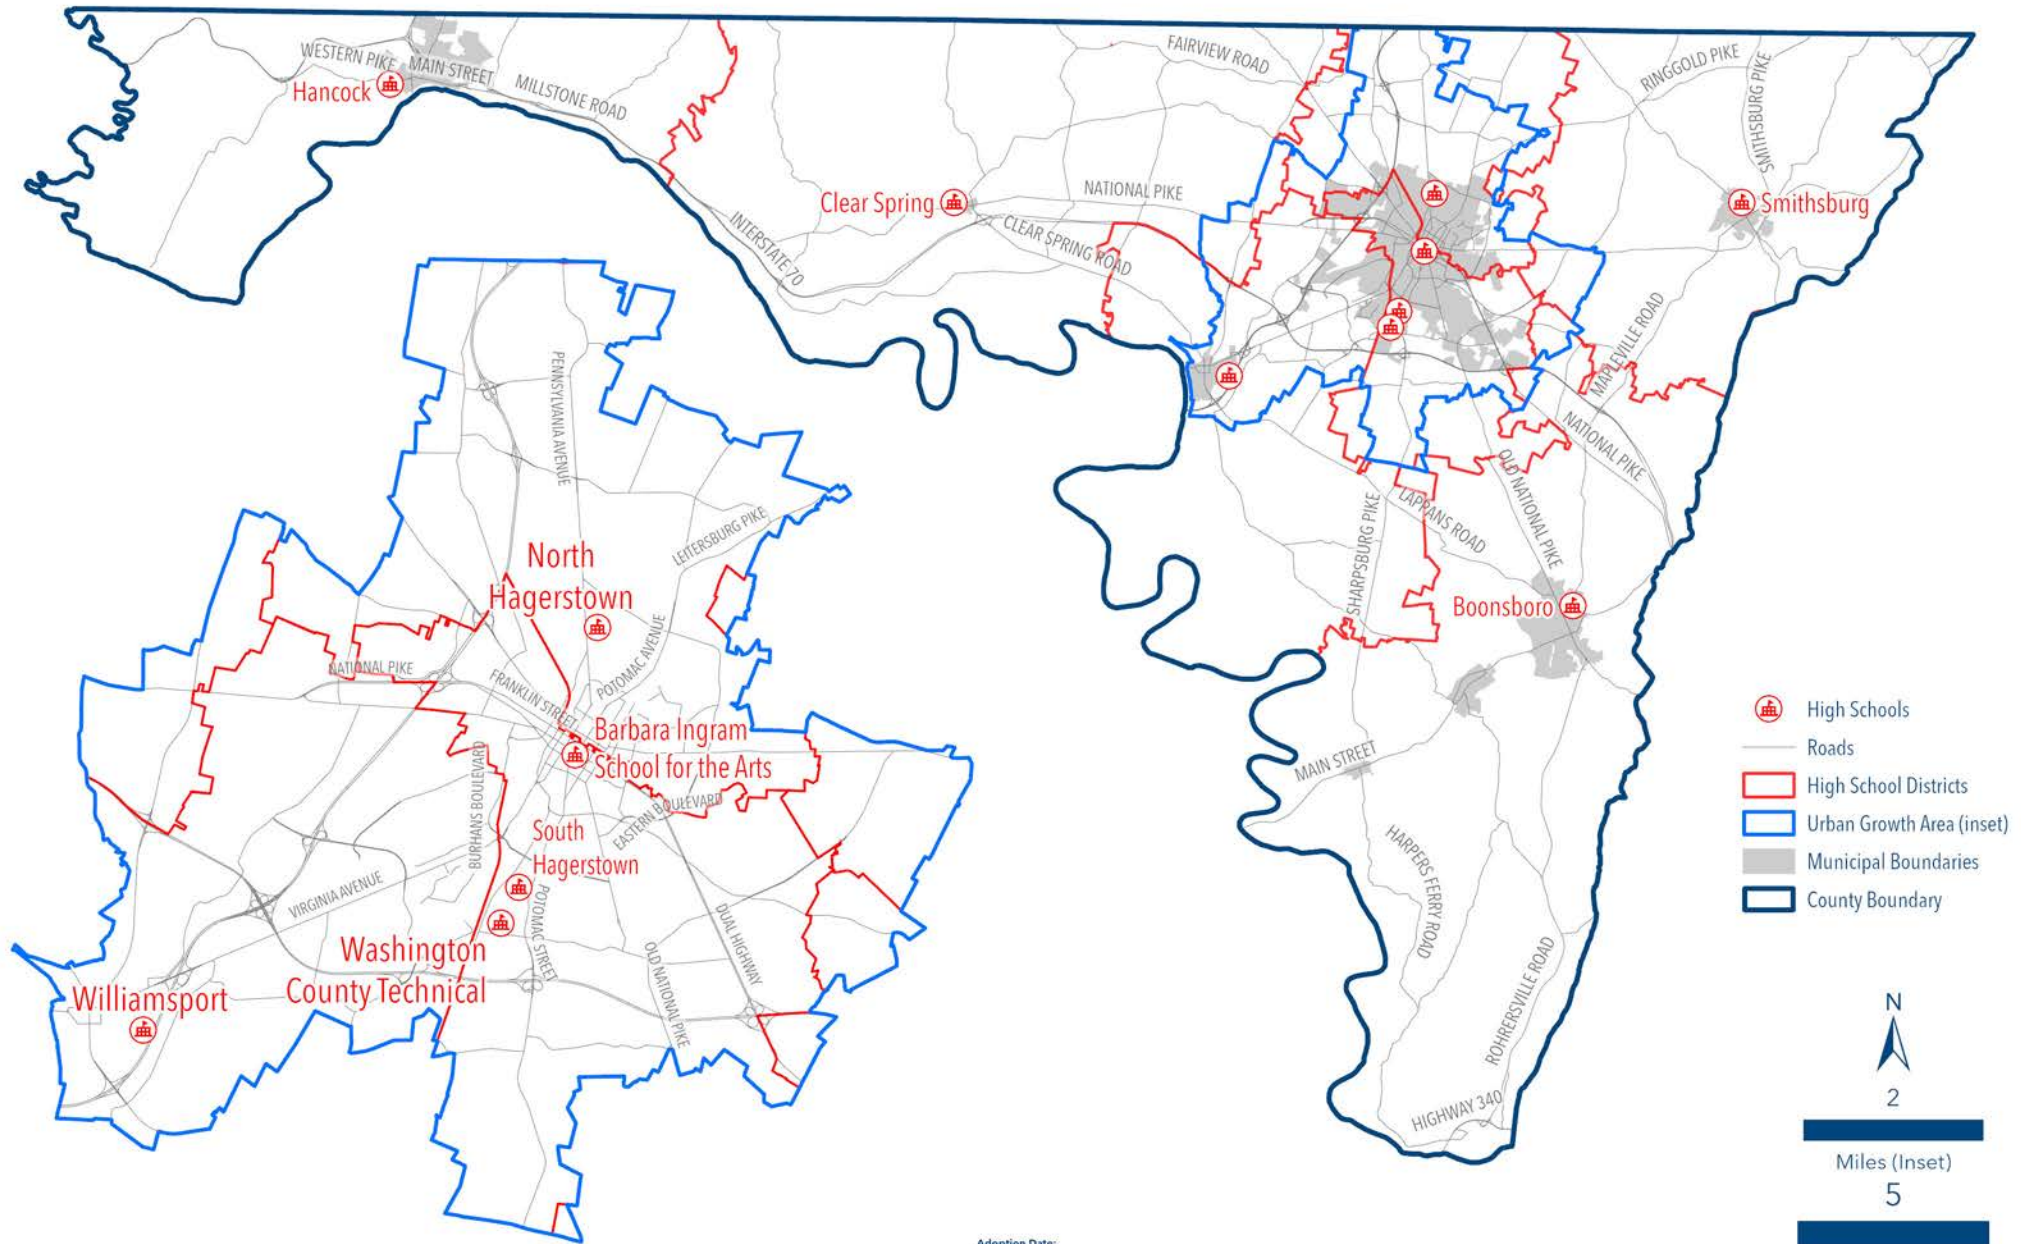 WESTERN PIKE
MAIN STREET
Hancock
MILLSTONE ROAD
FAIRVIEW ROAD
RINGGOLD PIKE
SMITHSBURG PIKE
Clear Spring
NATIONAL PIKE
Smithsburg
INTERSTATE 70
CLEAR SPRING ROAD
MAPLEVILLE ROAD
NATIONAL PIKE
OLD NATIONAL PIKE
LAPPANS ROAD
SHARPSBURG PIKE
Boonsboro
MAIN STREET
HARPERS FERRY ROAD
ROHRERSVILLE ROAD
HIGHWAY 340
PENNSYLVANIA AVENUE
LEITERSBURG PIKE
North
Hagerstown
POTOMAC AVENUE
NATIONAL PIKE
FRANKLIN STREET
Barbara Ingram
School for the Arts
BURHANS BOULEVARD
EASTERN BOULEVARD
South
Hagerstown
VIRGINIA AVENUE
POTOMAC STREET
DUAL HIGHWAY
OLD NATIONAL PIKE
Washington
County Technical
Williamsport
High Schools
Roads
High School Districts
Urban Growth Area (inset)
Municipal Boundaries
County Boundary
N
2
Miles (Inset)
5
Adoption Date: